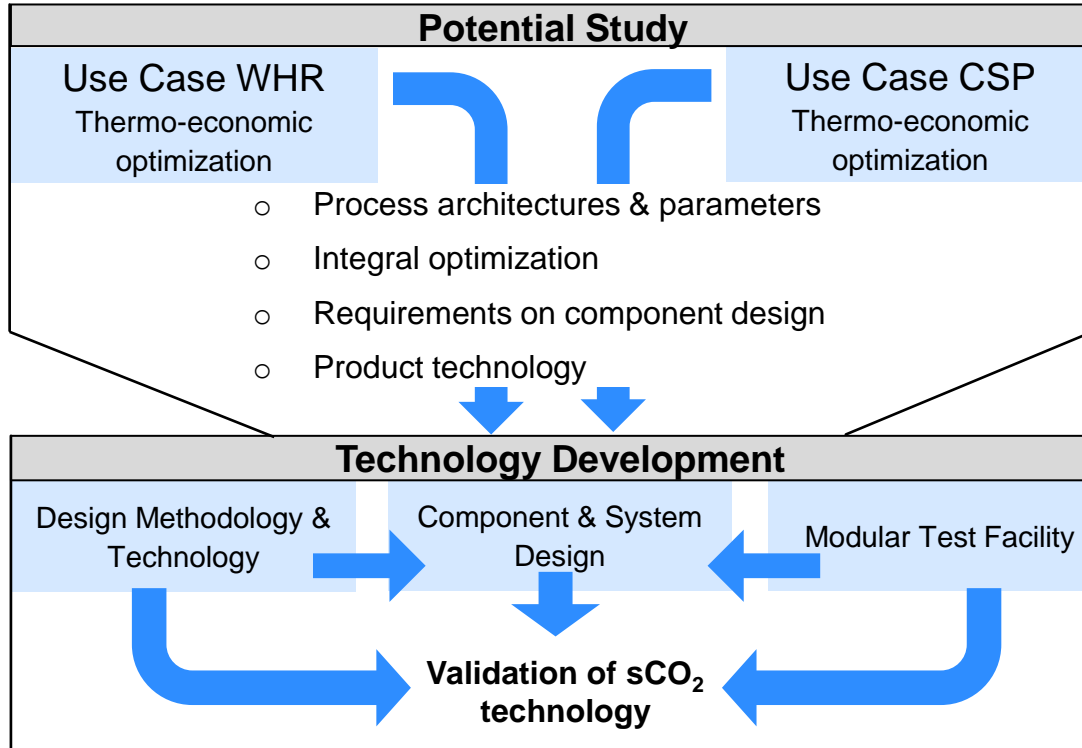 Potential Study
Use Case WHR
Thermo-economic
optimization
Use Case CSP
Thermo-economic
optimization
o Process architectures & parameters
o Integral optimization
o Requirements on component design
o Product technology
Technology Development
Design Methodology &
Technology
Component & System
Design
Modular Test Facility
Validation of sCO₂
technology